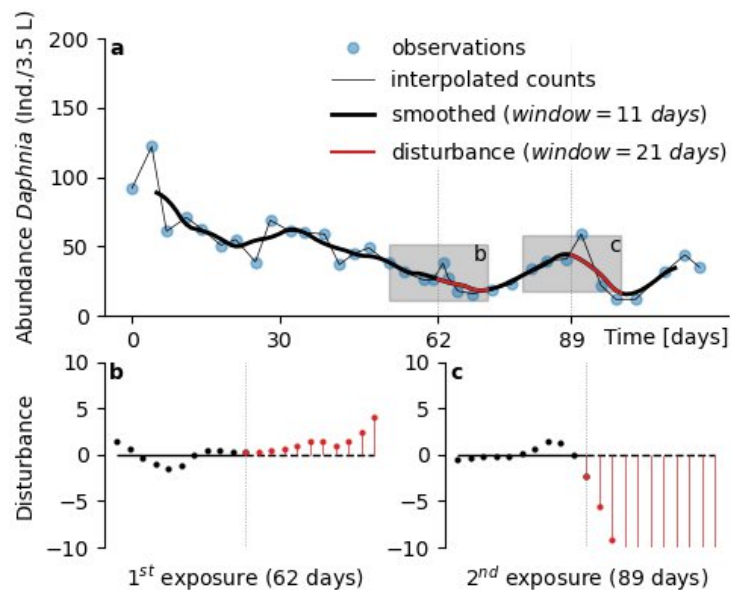 200
a
observations
interpolated counts
150
smoothed (window = 11 days)
disturbance (window = 21 days)
100
50
b
c
0
Abundance Daphnia (Ind./3.5 L)
0
30
62
89
Time [days]
10
b
5
0
−5
−10
Disturbance
1st exposure (62 days)
10
c
5
0
−5
−10
2nd exposure (89 days)